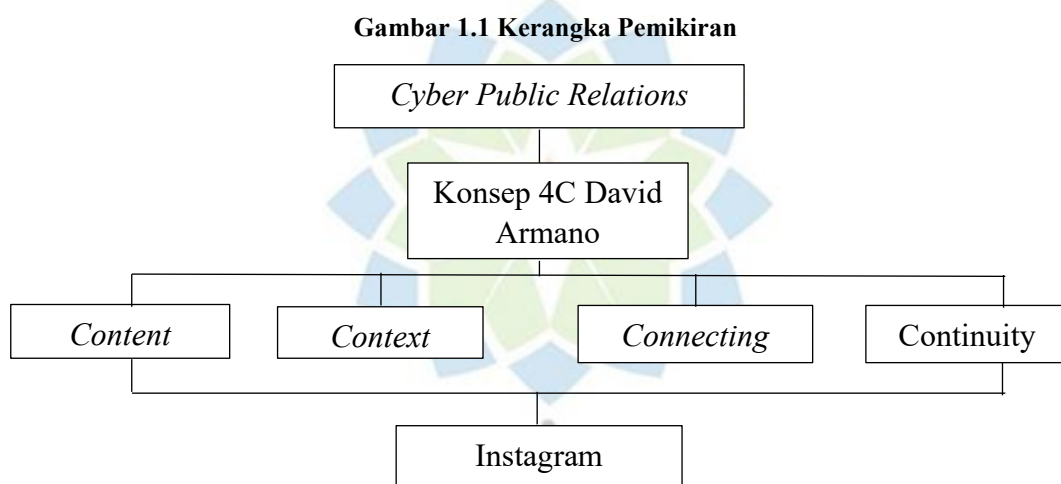 Gambar 1.1 Kerangka Pemikiran
Cyber Public Relations
Konsep 4C David
Armano
Content
Context
Connecting
Continuity
Instagram